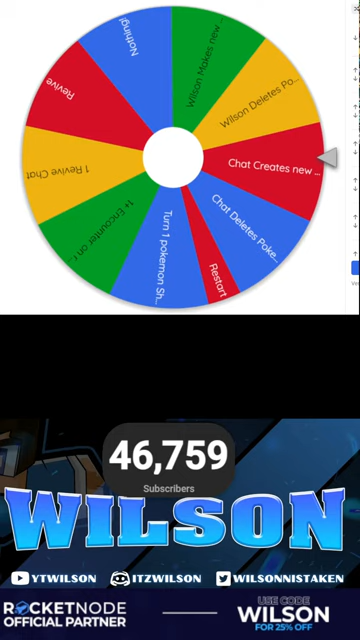 Nothing!
Wilson Makes new ...
Wilson Deletes Po...
Chat Creates new ...
Chat Deletes Poke...
Restart
Turn 1 pokemon Sh...
1+ Encounter on r...
1 Revive Chat
Revive
46,759
Subscribers
WILSON
YTWILSON
ITZWILSON
WILSONNISTAKEN
ROCKETNODE
OFFICIAL PARTNER
USE CODE
WILSON
FOR 25% OFF